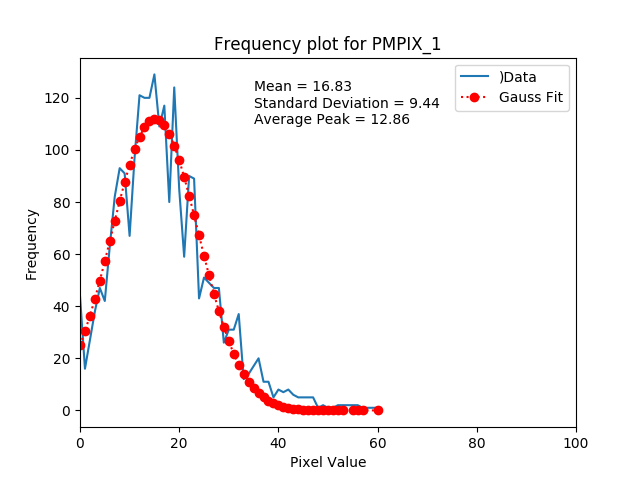 Frequency plot for PMPIX_1
Mean = 16.83
Standard Deviation = 9.44
Average Peak = 12.86
)Data
Gauss Fit
Frequency
120
100
80
60
40
20
0
0 20 40 60 80 100
Pixel Value